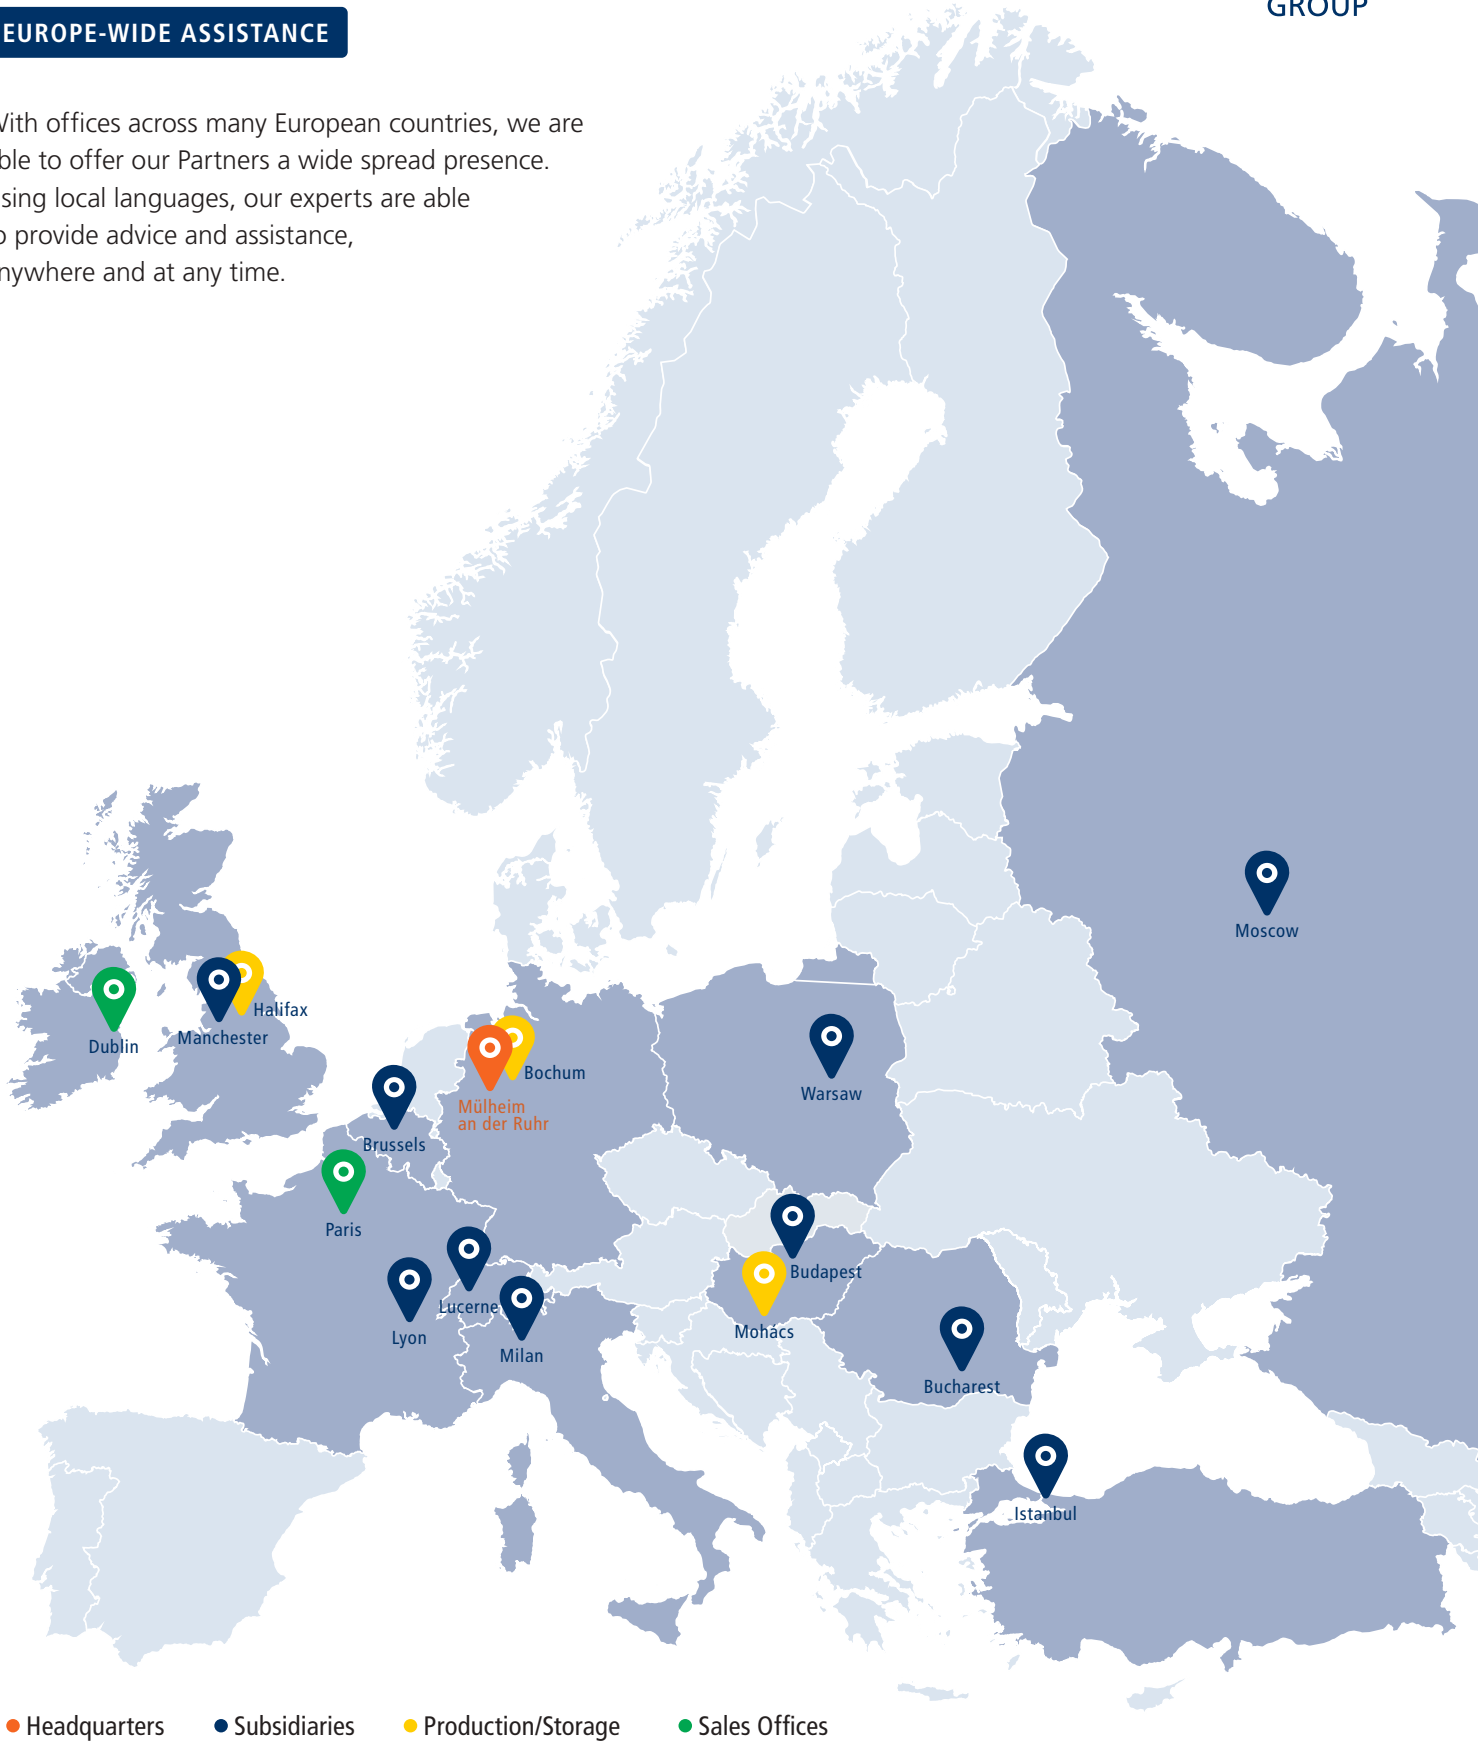 GROUP
EUROPE-WIDE ASSISTANCE
With offices across many European countries, we are
ble to offer our Partners a wide spread presence.
sing local languages, our experts are able
o provide advice and assistance,
nywhere and at any time.
Moscow
Halifax
Manchester
Dublin
Bochum
Warsaw
Mülheim
an der Ruhr
Brussels
Paris
Budapest
Lucerne
Mohács
Lyon
Milan
Bucharest
Istanbul
Headquarters
Subsidiaries
Production/Storage
Sales Offices